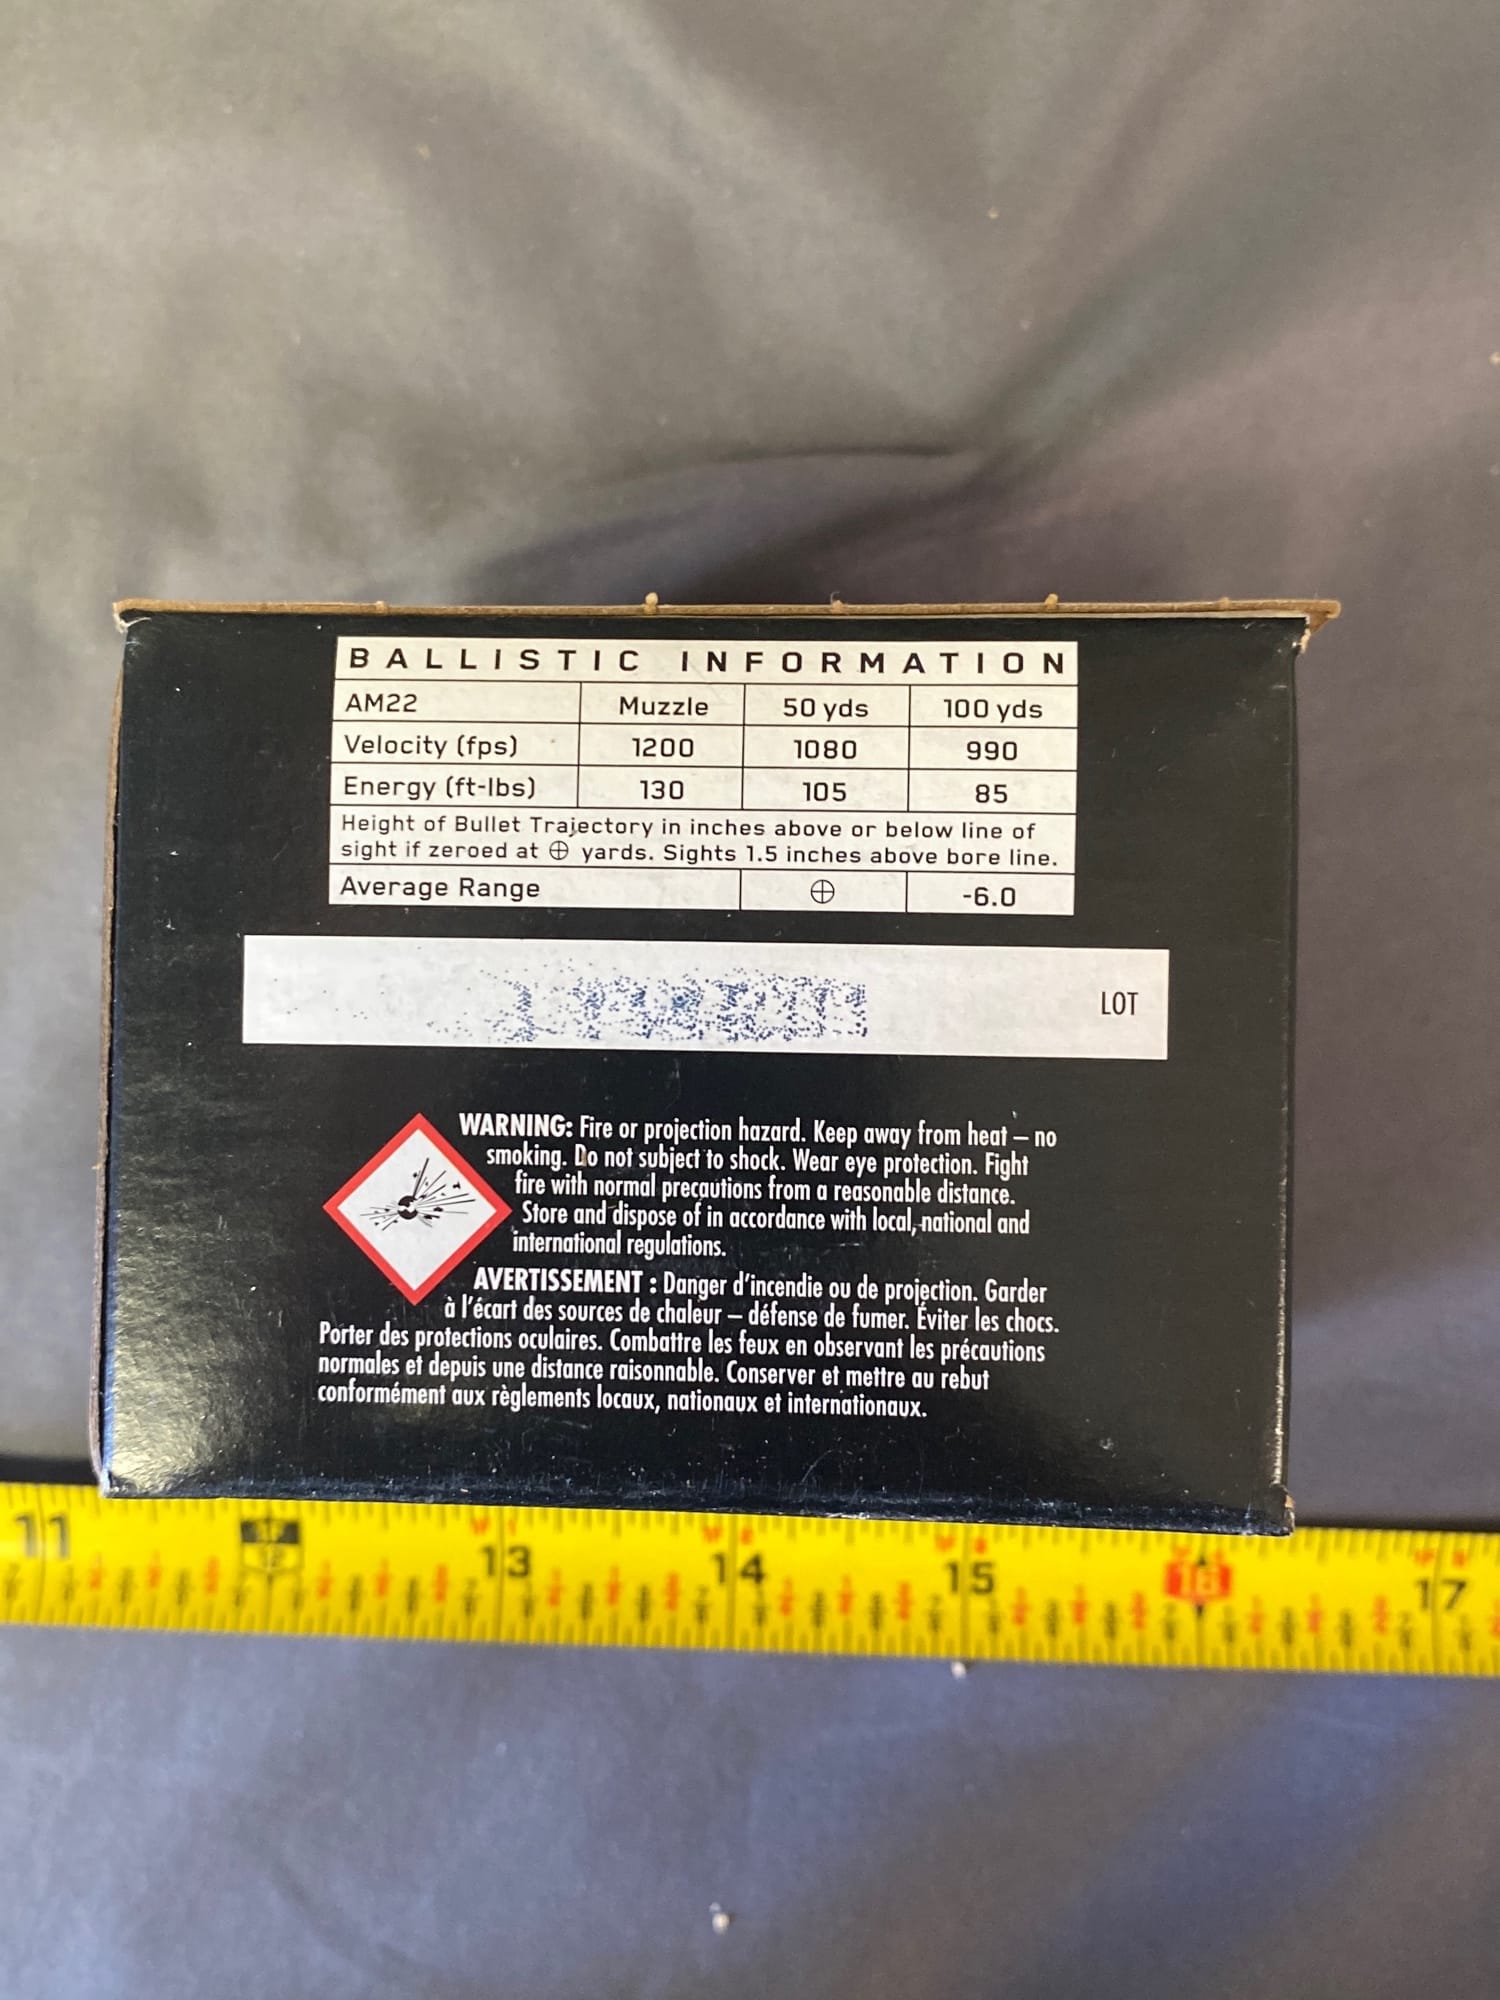 BALLISTIC INFORMATION
AM22 Muzzle 50 yds 100 yds
Velocity (fps) 1200 1080 990
Energy (ft-lbs) 130 105 85
Height of Bullet Trajectory in inches above or below line of
sight if zeroed at ⊕ yards. Sights 1.5 inches above bore line.
Average Range ⊕ -6.0
LOT
WARNING: Fire or projection hazard. Keep away from heat – no
smoking. Do not subject to shock. Wear eye protection. Fight
fire with normal precautions from a reasonable distance.
Store and dispose of in accordance with local, national and
international regulations.
AVERTISSEMENT : Danger d'incendie ou de projection. Garder
à l'écart des sources de chaleur – défense de fumer. Éviter les chocs.
Porter des protections oculaires. Combattre les feux en observant les précautions
normales et depuis une distance raisonnable. Conserver et mettre au rebut
conformément aux règlements locaux, nationaux et internationaux.
11 12 13 14 15 16 17